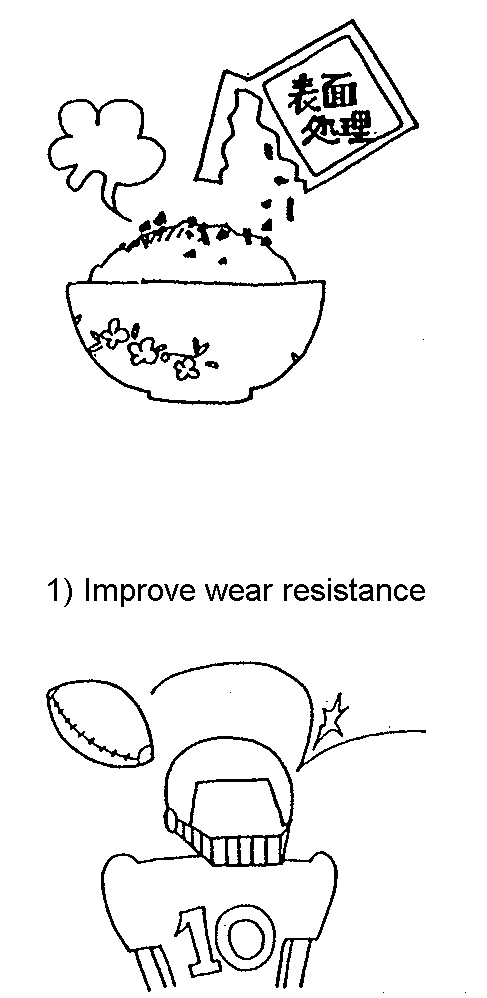 表面
処理
1) Improve wear resistance
10